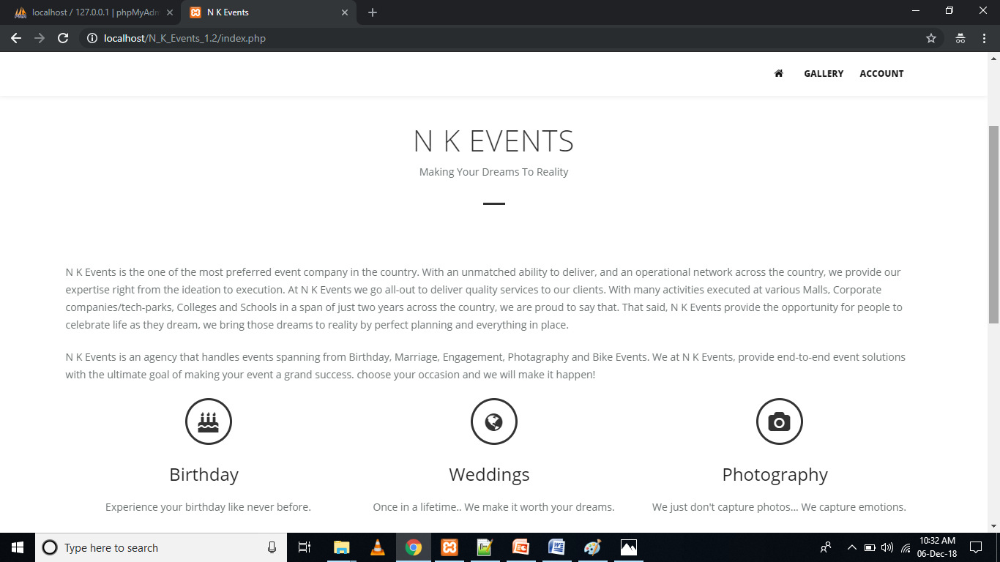 localhost / 127.0.0.1 | phpMyAdm
N K Events
localhost/N_K_Events_1.2/index.php
GALLERY
ACCOUNT
N K EVENTS
Making Your Dreams To Reality
N K Events is the one of the most preferred event company in the country. With an unmatched ability to deliver, and an operational network across the country, we provide our
expertise right from the ideation to execution. At N K Events we go all-out to deliver quality services to our clients. With many activities executed at various Malls, Corporate
companies/tech-parks, Colleges and Schools in a span of just two years across the country, we are proud to say that. That said, N K Events provide the opportunity for people to
celebrate life as they dream, we bring those dreams to reality by perfect planning and everything in place.
N K Events is an agency that handles events spanning from Birthday, Marriage, Engagement, Photagraphy and Bike Events. We at N K Events, provide end-to-end event solutions
with the ultimate goal of making your event a grand success. choose your occasion and we will make it happen!
Birthday
Experience your birthday like never before.
Weddings
Once in a lifetime.. We make it worth your dreams.
Photography
We just don't capture photos... We capture emotions.
Type here to search
10:32 AM
06-Dec-18